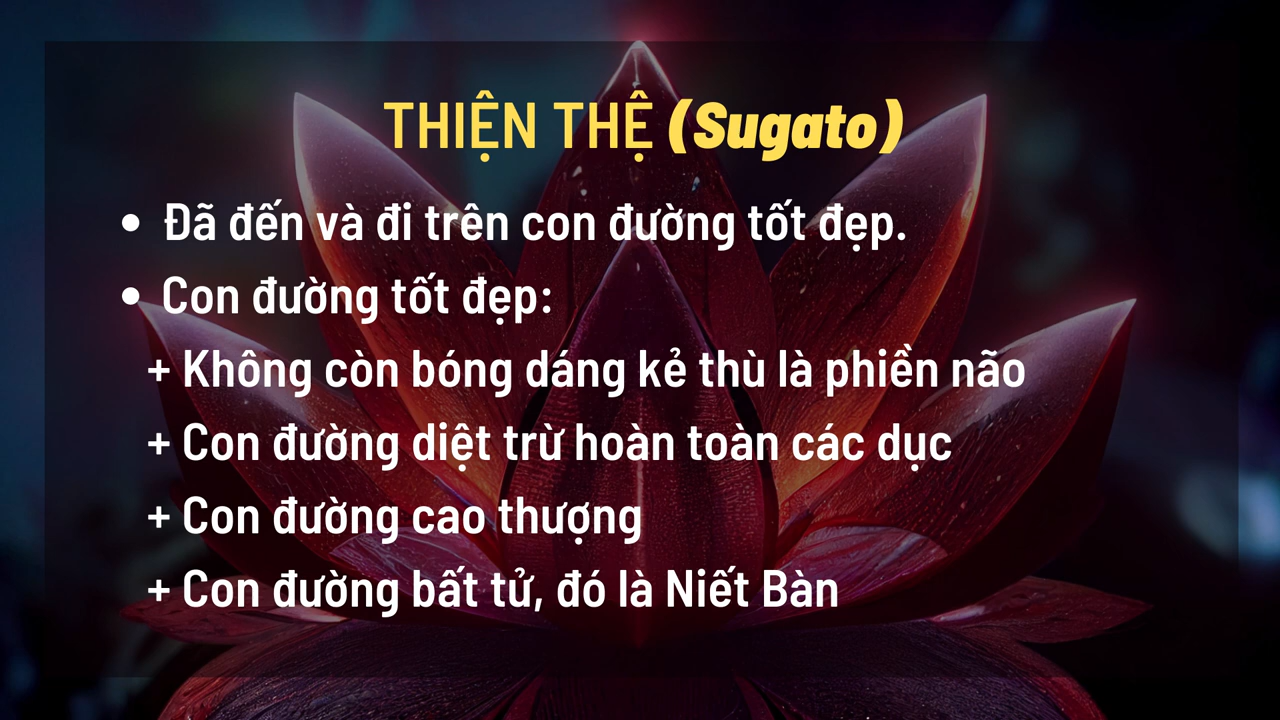 THIỆN THỆ (Sugato)
• Đã đến và đi trên con đường tốt đẹp.
• Con đường tốt đẹp:
+ Không còn bóng dáng kẻ thù là phiền não
+ Con đường diệt trừ hoàn toàn các dục
+ Con đường cao thượng
+ Con đường bất tử, đó là Niết Bàn